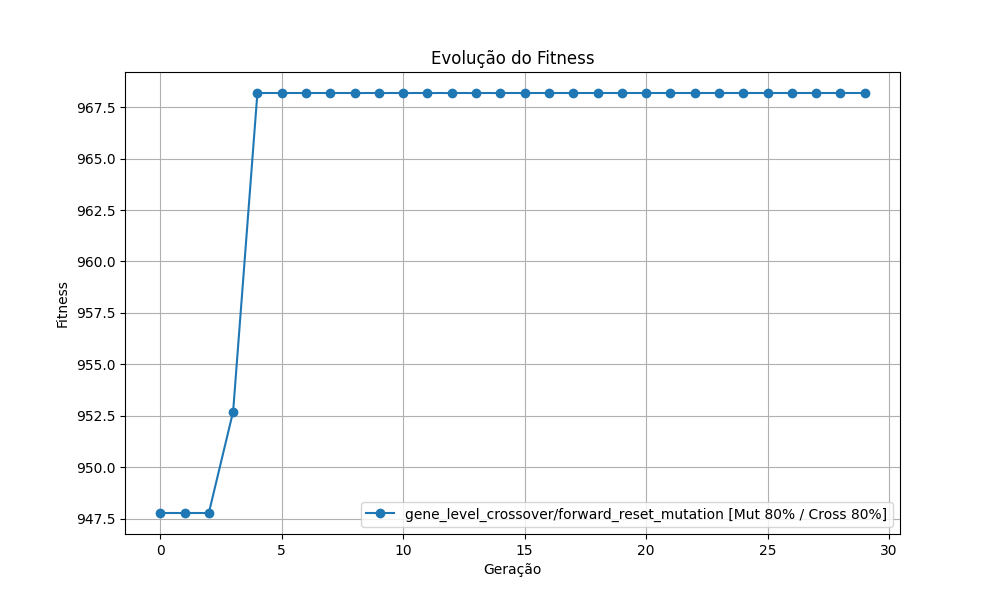 Evolução do Fitness
Fitness
967.5
965.0
962.5
960.0
957.5
955.0
952.5
950.0
947.5
gene_level_crossover/forward_reset_mutation [Mut 80% / Cross 80%]
0 5 10 15 20 25 30
Geração